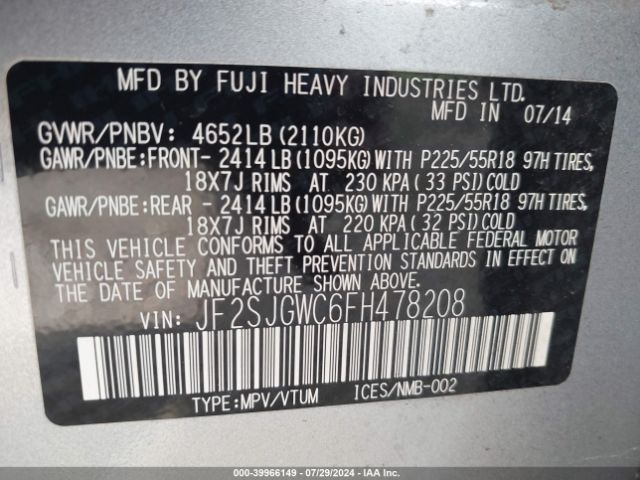 MFD BY FUJI HEAVY INDUSTRIES LTD.
MFD IN 07/14
GVWR/PNBV: 4652LB (2110KG)
GAWR/PNBE:FRONT- 2414LB (1095KG) WITH P225/55R18 97H TIRES,
18X7J RIMS AT 230 KPA ( 33 PSI) COLD
GAWR/PNBE:REAR - 2414LB (1095KG) WITH P225/55R18 97H TIRES,
18X7J RIMS AT 220 KPA ( 32 PSI) COLD
THIS VEHICLE CONFORMS TO ALL APPLICABLE FEDERAL MOTOR
VEHICLE SAFETY AND THEFT PREVENTION STANDARDS IN EFFECT ON
THE DATE OF MANUFACTURE SHOWN ABOVE.
VIN: JF2SJGWC6FH478208
TYPE:MPV/VTUM ICES/NMB-002
000-39966149 - 07/29/2024 - IAA Inc.